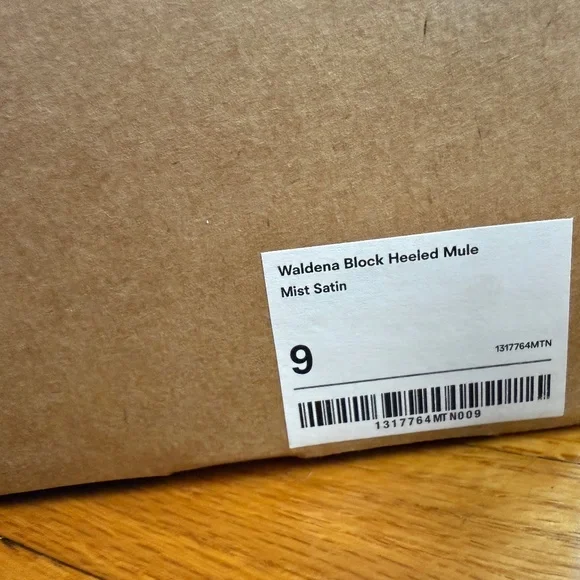 Waldena Block Heeled Mule
Mist Satin
9
1317764MTN
1317764MTN009